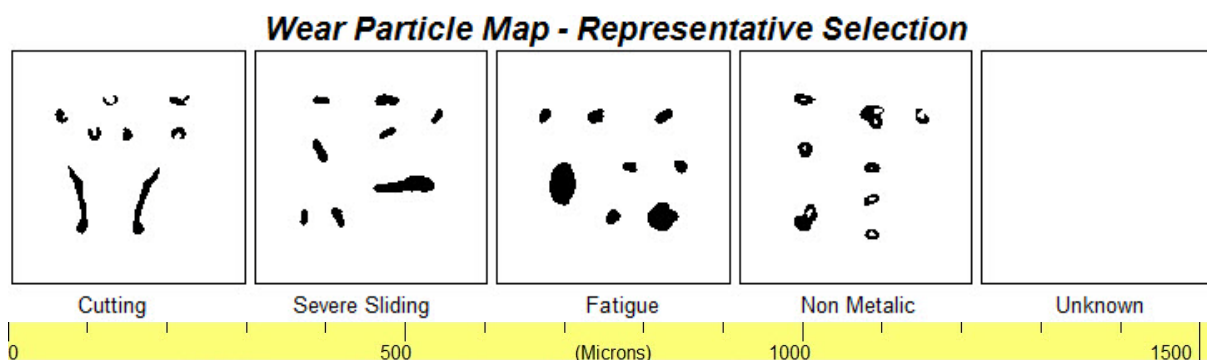 Wear Particle Map - Representative Selection
Cutting Severe Sliding Fatigue Non Metalic Unknown
0 500 (Microns) 1000 1500